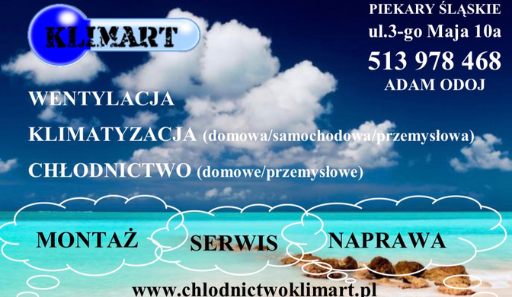 KLIMART
PIEKARY ŚLĄSKIE
ul.3-go Maja 10a
513 978 468
ADAM ODOJ
WENTYLACJA
KLIMATYZACJA (domowa/samochodowa/przemysłowa)
CHŁODNICTWO (domowe/przemysłowe)
MONTAŻ SERWIS NAPRAWA
www.chlodnictwoklimart.pl